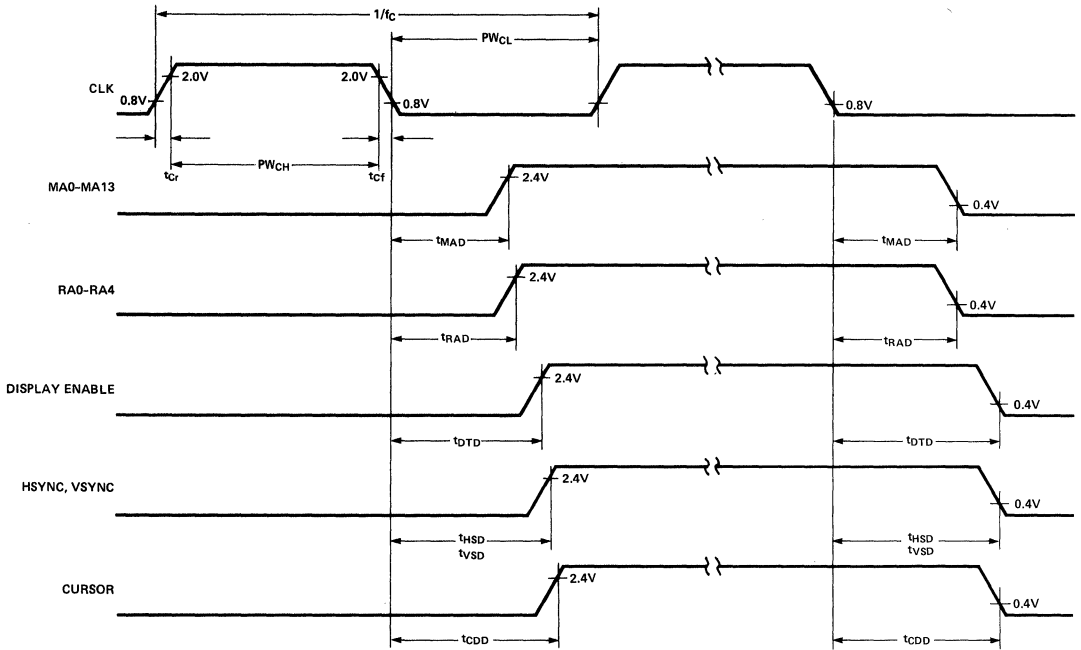 1/fC
PWCL
CLK
2.0V
2.0V
0.8V
0.8V
0.8V
PWCH
tCr
tCf
MA0-MA13
2.4V
0.4V
tMAD
tMAD
RA0-RA4
2.4V
0.4V
tRAD
tRAD
DISPLAY ENABLE
2.4V
0.4V
tDTD
tDTD
HSYNC, VSYNC
2.4V
0.4V
tHSD
tVSD
tHSD
tVSD
CURSOR
2.4V
0.4V
tCDD
tCDD